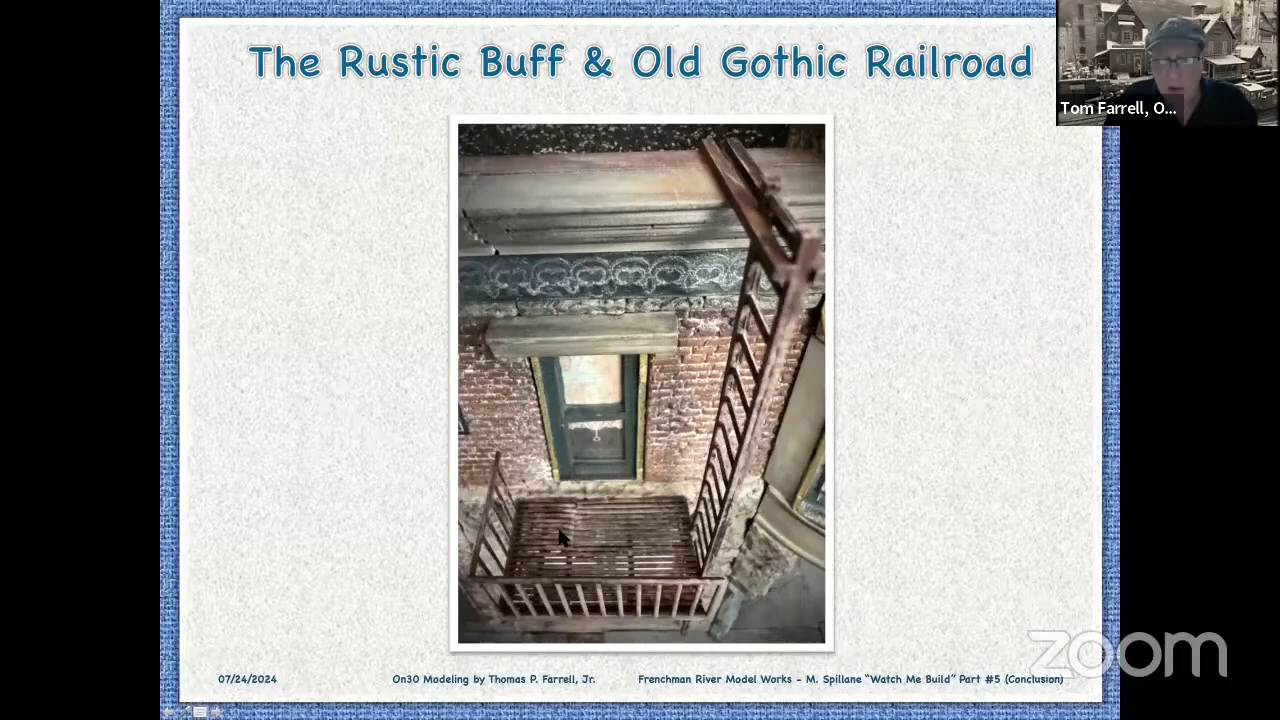 The Rustic Buff & Old Gothic Railroad
Tom Farrell, O...
zoom
07/24/2024
On30 Modeling by Thomas P. Farrell, Jr.
Frenchman River Model Works - M. Spillane "Watch Me Build" Part #5 (Conclusion)